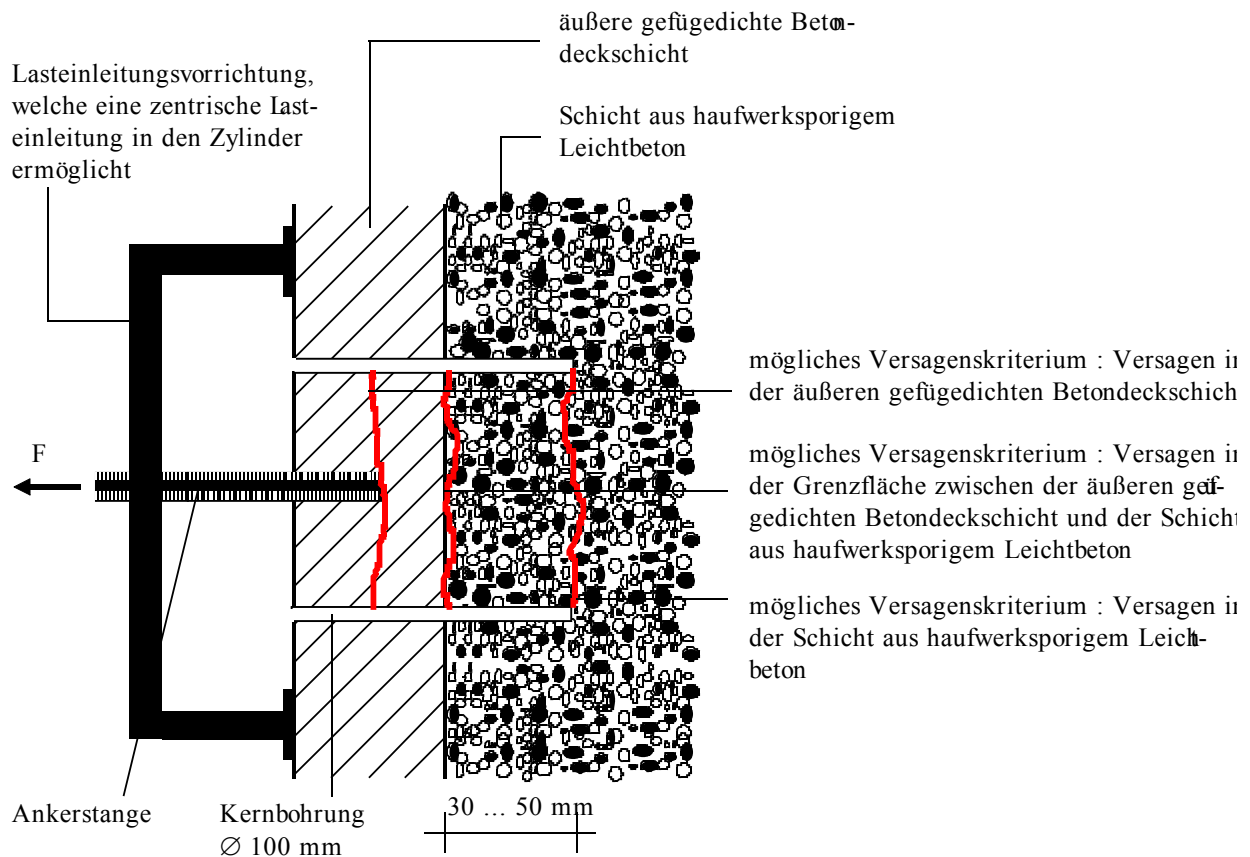 äußere gefügedichte Beton-
deckschicht
Lasteinleitungsvorrichtung,
welche eine zentrische Last-
einleitung in den Zylinder
ermöglicht
Schicht aus haufwerksporigem
Leichtbeton
mögliches Versagenskriterium : Versagen in
der äußeren gefügedichten Betondeckschich
F
mögliches Versagenskriterium : Versagen in
der Grenzfläche zwischen der äußeren gefü-
gedichten Betondeckschicht und der Schicht
aus haufwerksporigem Leichtbeton
mögliches Versagenskriterium : Versagen in
der Schicht aus haufwerksporigem Leicht-
beton
Ankerstange
Kernbohrung
∅ 100 mm
30 ... 50 mm